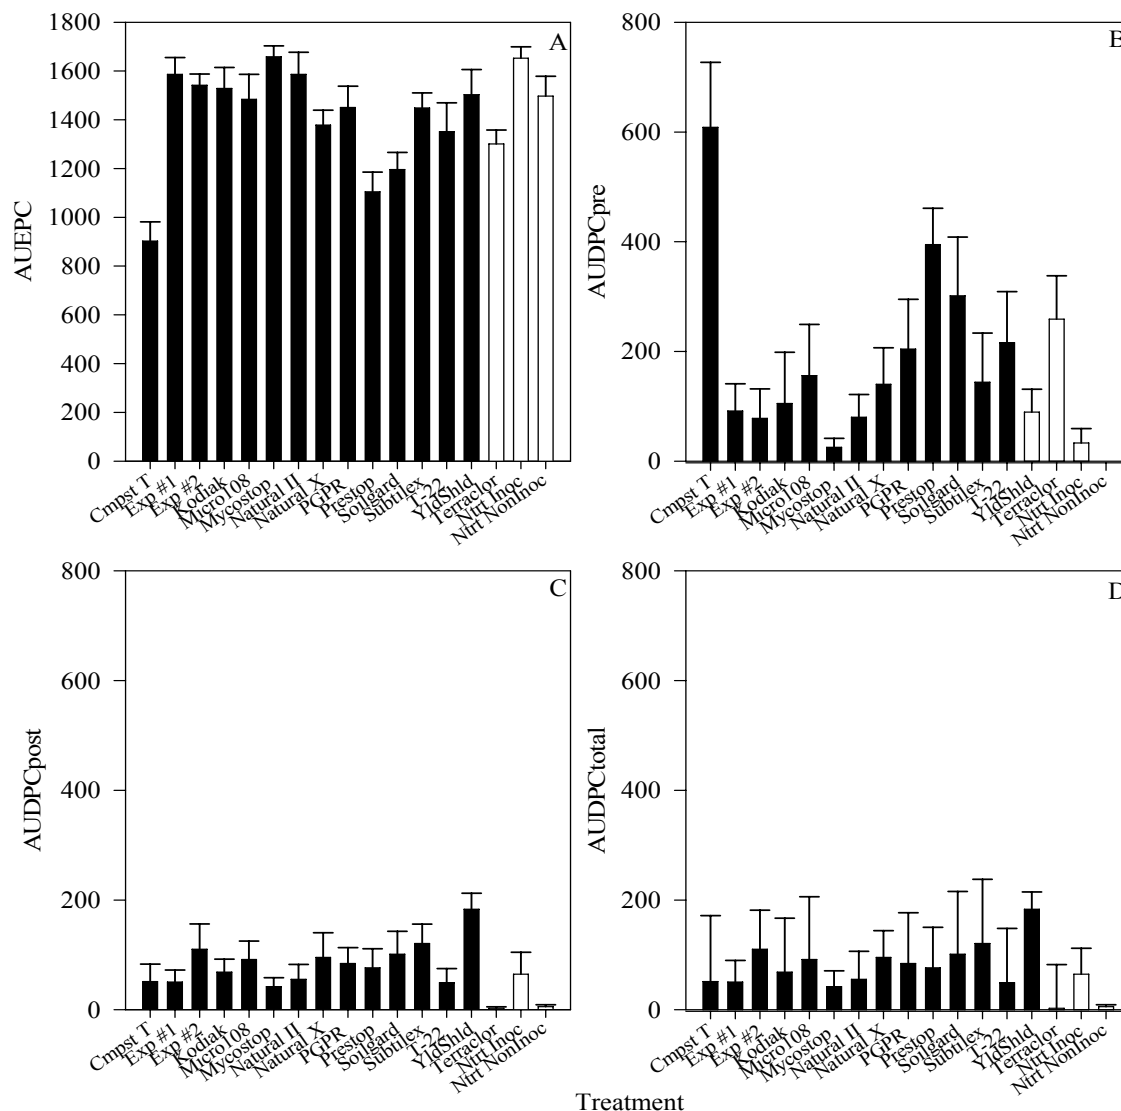 A
AUEPC
1800
1600
1400
1200
1000
800
600
400
200
0
Cmpst T
Exp #1
Exp #2
Kodiak
Micro108
Mycostop
Natural II
Natural X
PGPR
Prestop
Soilgard
Subtilex
T-22
YldShld
Terraclor
Ntrt Inoc
Ntrt NonInoc
B
AUDPCpre
800
600
400
200
0
Cmpst T
Exp #1
Exp #2
Kodiak
Micro108
Mycostop
Natural II
Natural X
PGPR
Prestop
Soilgard
Subtilex
T-22
YldShld
Terraclor
Ntrt Inoc
Ntrt NonInoc
C
AUDPCpost
800
600
400
200
0
Cmpst T
Exp #1
Exp #2
Kodiak
Micro108
Mycostop
Natural II
Natural X
PGPR
Prestop
Soilgard
Subtilex
T-22
YldShld
Terraclor
Ntrt Inoc
Ntrt NonInoc
D
AUDPCtotal
800
600
400
200
0
Cmpst T
Exp #1
Exp #2
Kodiak
Micro108
Mycostop
Natural II
Natural X
PGPR
Prestop
Soilgard
Subtilex
T-22
YldShld
Terraclor
Ntrt Inoc
Ntrt NonInoc
Treatment